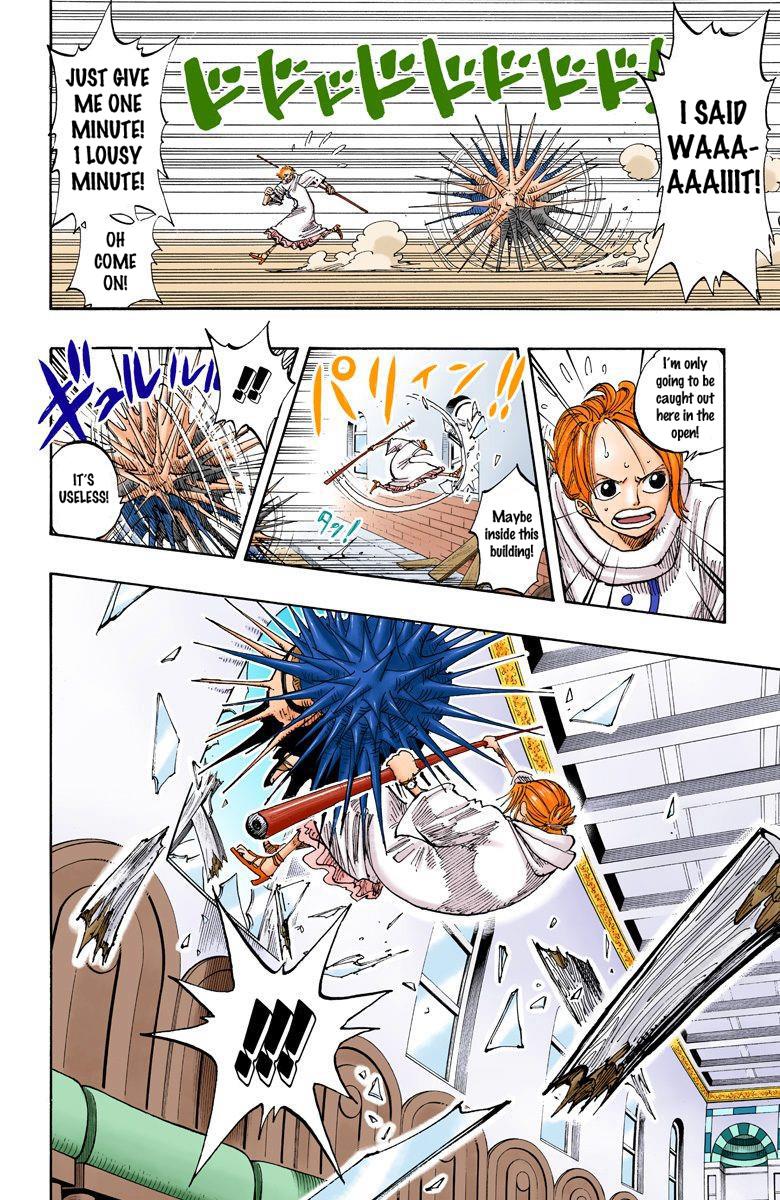 I SAID
WAAA-
AAAIIIT!
ドドドドドドドド!
JUST GIVE
ME ONE
MINUTE!
1 LOUSY
MINUTE!
OH
COME
ON!
I'm only
going to be
caught out
here in the
open!
パリィン!!
Maybe
inside this
building!
タッ!
!!
ギュルルルル
IT'S
USELESS!
!!!!